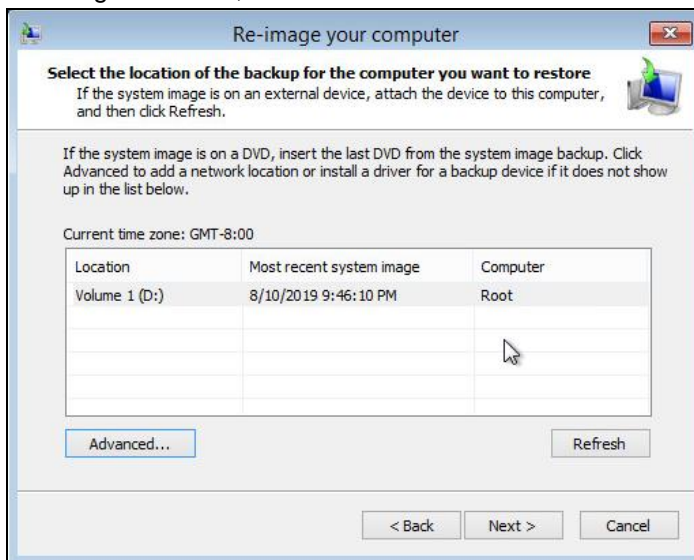 Re-image your computer
Select the location of the backup for the computer you want to restore
If the system image is on an external device, attach the device to this computer,
and then click Refresh.
If the system image is on a DVD, insert the last DVD from the system image backup. Click
Advanced to add a network location or install a driver for a backup device if it does not show
up in the list below.
Current time zone: GMT-8:00
Location Most recent system image Computer
Volume 1 (D:) 8/10/2019 9:46:10 PM Root
Advanced... Refresh
< Back Next > Cancel